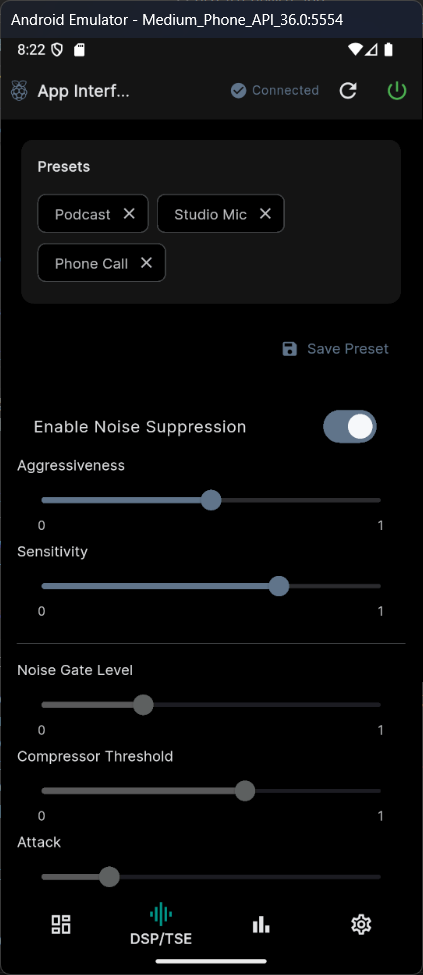 Android Emulator - Medium_Phone_API_36.0:5554
8:22
App Interf... Connected
Presets
Podcast Studio Mic
Phone Call
Save Preset
Enable Noise Suppression
Aggressiveness
0 1
Sensitivity
0 1
Noise Gate Level
0 1
Compressor Threshold
0 1
Attack
DSP/TSE